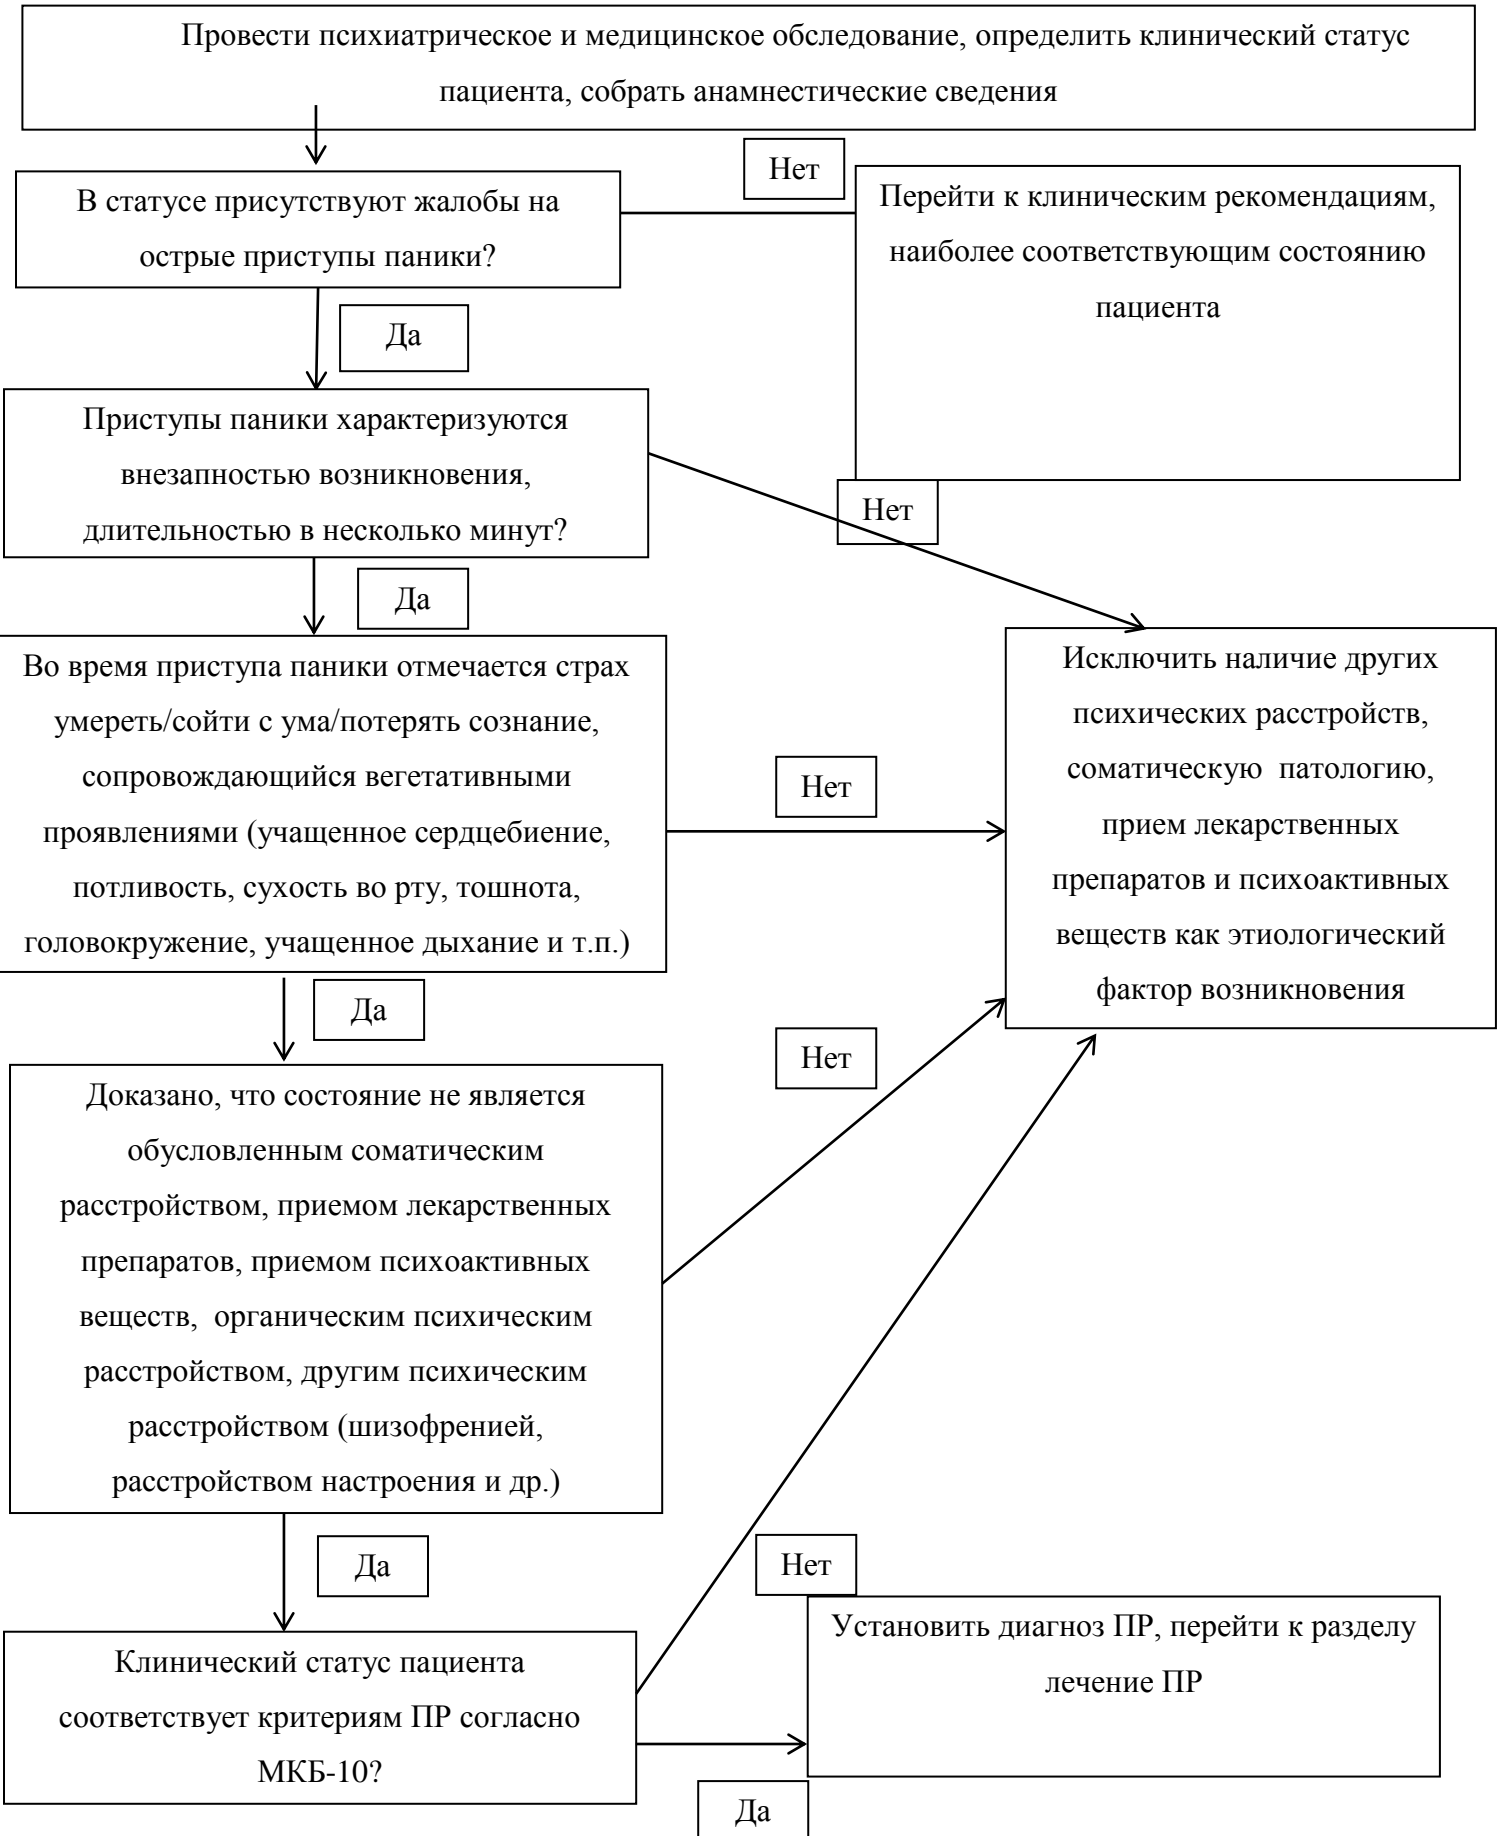 Провести психиатрическое и медицинское обследование, определить клинический статус
пациента, собрать анамнестические сведения
Нет
В статусе присутствуют жалобы на
острые приступы паники?
Перейти к клиническим рекомендациям,
наиболее соответствующим состоянию
пациента
Да
Приступы паники характеризуются
внезапностью возникновения,
длительностью в несколько минут?
Нет
Да
Во время приступа паники отмечается страх
умереть/сойти с ума/потерять сознание,
сопровождающийся вегетативными
проявлениями (учащенное сердцебиение,
потливость, сухость во рту, тошнота,
головокружение, учащенное дыхание и т.п.)
Нет
Исключить наличие других
психических расстройств,
соматическую патологию,
прием лекарственных
препаратов и психоактивных
веществ как этиологический
фактор возникновения
Да
Нет
Доказано, что состояние не является
обусловленным соматическим
расстройством, приемом лекарственных
препаратов, приемом психоактивных
веществ, органическим психическим
расстройством, другим психическим
расстройством (шизофренией,
расстройством настроения и др.)
Да
Нет
Клинический статус пациента
соответствует критериям ПР согласно
МКБ-10?
Установить диагноз ПР, перейти к разделу
лечение ПР
Да